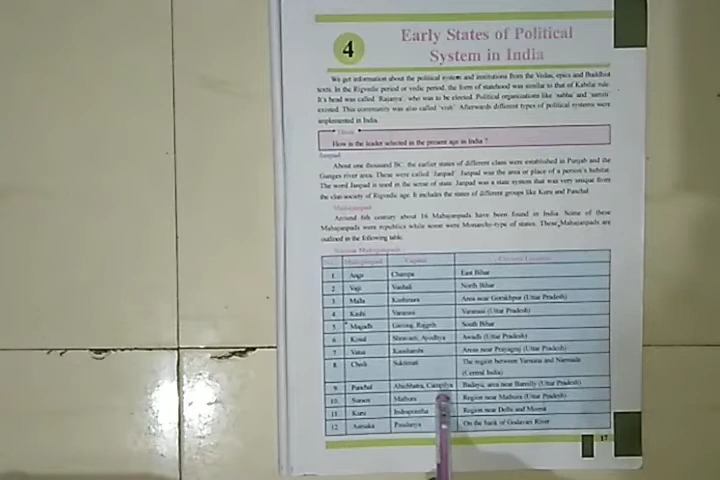 4
Early States of Political
System in India
We get information about the political system and institutions from the Vedas, epics and Buddhist
texts. In the Rigvedic period or vedic period, the form of statehood was similar to that of Kabilai rule.
It's head was called 'Rajanya', who was to be elected. Political organizations like 'sabha' and 'samiti'
existed. This community was also called 'vish'. Afterwards different types of political systems were
implemented in India.
How is the leader selected in the present age in India ?
Janpad
About one thousand BC, the earlier states of different class were established in Punjab and the
Ganges river area. These were called 'Janpad'. Janpad was the area or place of a person's habitat.
The word Janpad is used in the sense of state. Janpad was a state system that was very unique from
the clan society of Rigvedic age. It includes the states of different groups like Kuru and Panchal.
Mahajanpad
Around 6th century about 16 Mahajanpads have been found in India. Some of these
Mahajanpads were republics while some were Monarchy-type of states. These Mahajanpads are
outlined in the following table.
Mahajanpad Capital Current Location
1. Anga Champa East Bihar
2. Vajji Vaishali North Bihar
3. Malla Kushinara Area near Gorakhpur (Uttar Pradesh)
4. Kashi Varanasi Varanasi (Uttar Pradesh)
5. Magadh Girivraj, Rajgrih South Bihar
6. Kosal Shravasti, Ayodhya Awadh (Uttar Pradesh)
7. Vatsa Kaushambi Areas near Prayagraj (Uttar Pradesh)
8. Chedi Suktimati The region between Yamuna and Narmada
(Central India)
9. Panchal Ahichhatra, Campilya Badayu, area near Bareilly (Uttar Pradesh)
10. Mathura Region near Mathura (Uttar Pradesh)
11. Kuru Indraprastha Region near Delhi and Meerut
12. Asmaka Paudanya On the bank of Godavari River
17